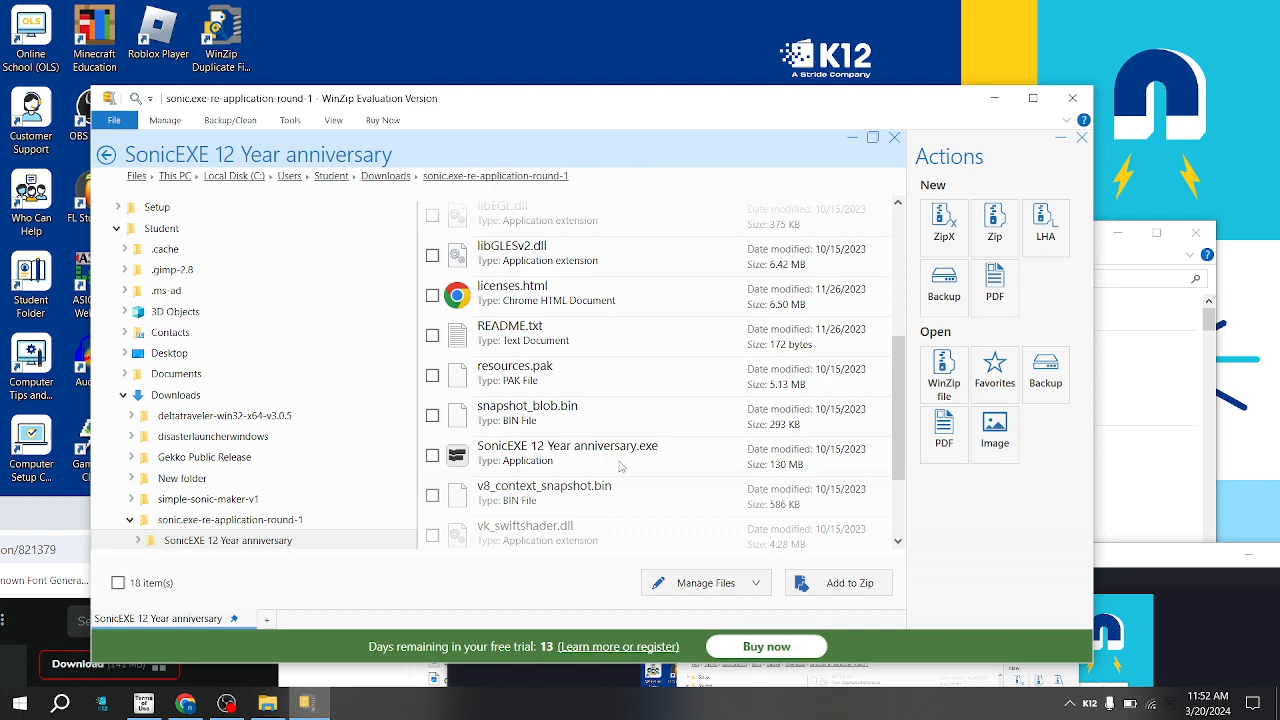 OLS
Online
School (OLS)
Minecraft
Education
Roblox Player
WinZip
Duplicate Fi...
K12
A Stride Company
sonic.exe-re-application-round-1 - WinZip Evaluation Version
File
Manage
Backup/Clean
Tools
View
Buy Now
SonicEXE 12 Year anniversary
Files
This PC
Local Disk (C:)
Users
Student
Downloads
sonic.exe-re-application-round-1
Actions
Customer
Support
OBS
Who Can
Help
FL Stu
Student
Folder
ASIO
Computer
Tips and...
Computer
Setup
Setup
Student
.cache
.gimp-2.8
.ms-ad
3D Objects
Contacts
Desktop
Documents
Downloads
deltatraveler-win32-x64-v3.0.5
disasterlauncherwindows
Gekko Public Release
New folder
simple-sonic-maker-v1
sonic.exe-re-application-round-1
SonicEXE 12 Year anniversary
libEGL.dll
Type: Application extension
Date modified: 10/15/2023
Size: 375 KB
libGLESv2.dll
Type: Application extension
Date modified: 10/15/2023
Size: 6.42 MB
licenses.html
Type: Chrome HTML Document
Date modified: 11/26/2023
Size: 6.50 MB
README.txt
Type: Text Document
Date modified: 11/26/2023
Size: 172 bytes
resources.pak
Type: PAK File
Date modified: 10/15/2023
Size: 5.13 MB
snapshot_blob.bin
Type: BIN File
Date modified: 10/15/2023
Size: 293 KB
SonicEXE 12 Year anniversary.exe
Type: Application
Date modified: 10/15/2023
Size: 130 MB
v8_context_snapshot.bin
Type: BIN File
Date modified: 10/15/2023
Size: 586 KB
vk_swiftshader.dll
Type: Application extension
Date modified: 10/15/2023
Size: 4.28 MB
New
ZipX
Zip
LHA
Backup
PDF
Open
WinZip
file
Favorites
Backup
PDF
Image
18 item(s)
Manage Files
Add to Zip
SonicEXE 12 Year anniversary
+
Days remaining in your free trial: 13 (Learn more or register)
Buy now
on/821379
nown Font Genera...
Download (141 MB)
Terms
of Use
K12
11:52 AM
3/20/2024